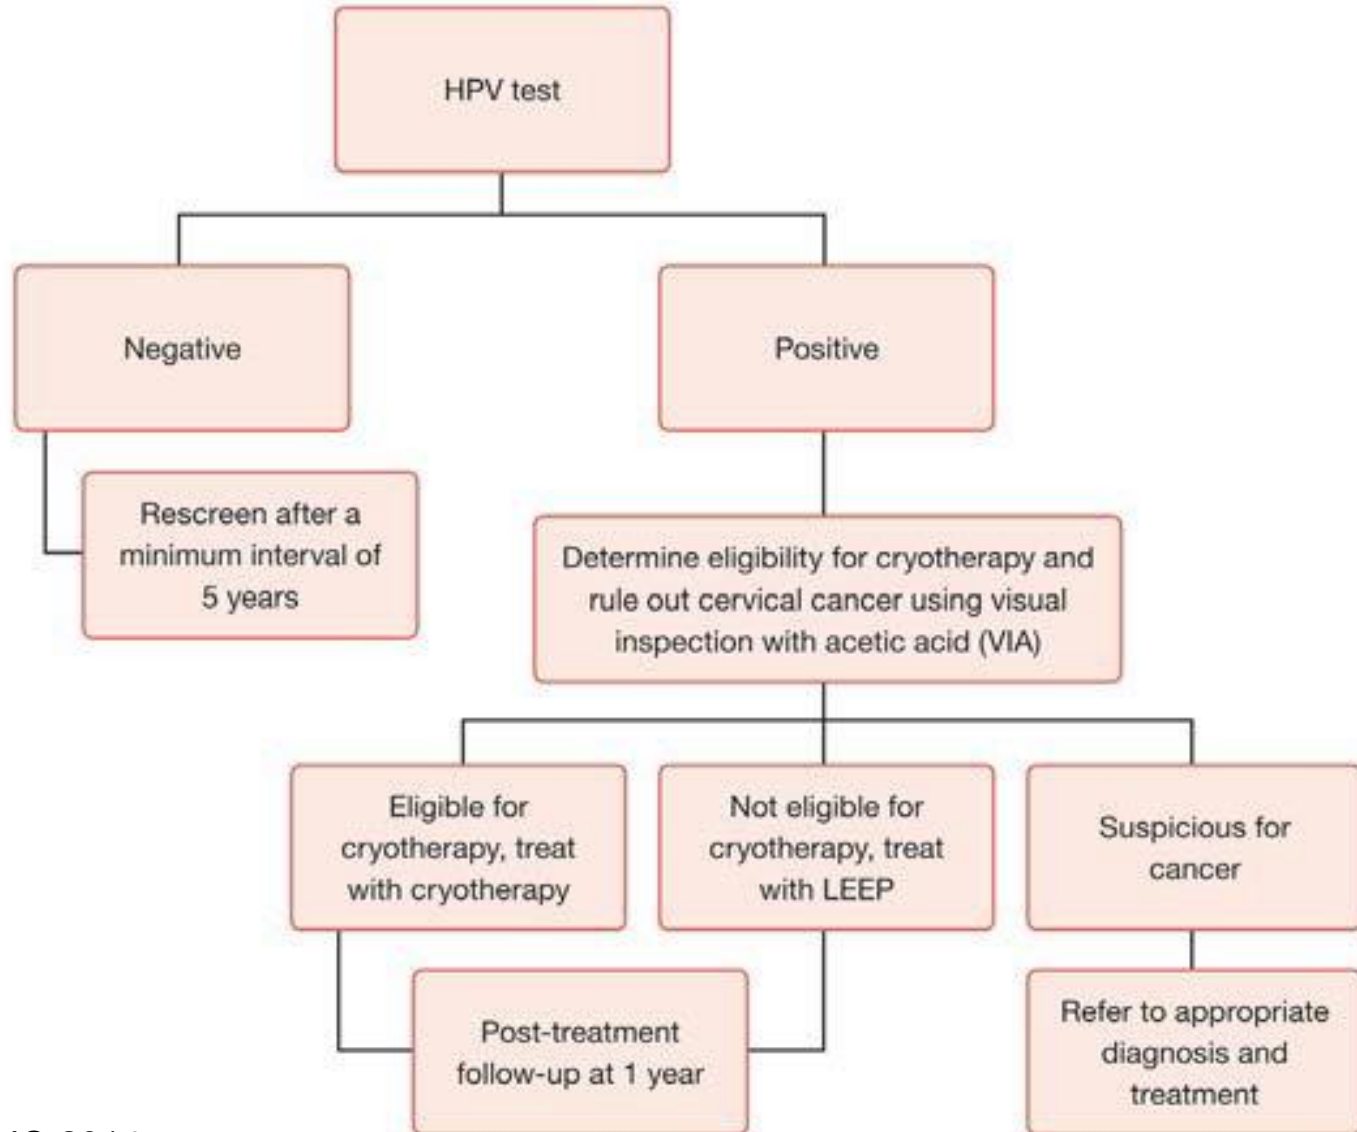 HPV test
Negative
Positive
Rescreen after a
minimum interval of
5 years
Determine eligibility for cryotherapy and
rule out cervical cancer using visual
inspection with acetic acid (VIA)
Eligible for
cryotherapy, treat
with cryotherapy
Not eligible for
cryotherapy, treat
with LEEP
Suspicious for
cancer
Post-treatment
follow-up at 1 year
Refer to appropriate
diagnosis and
treatment